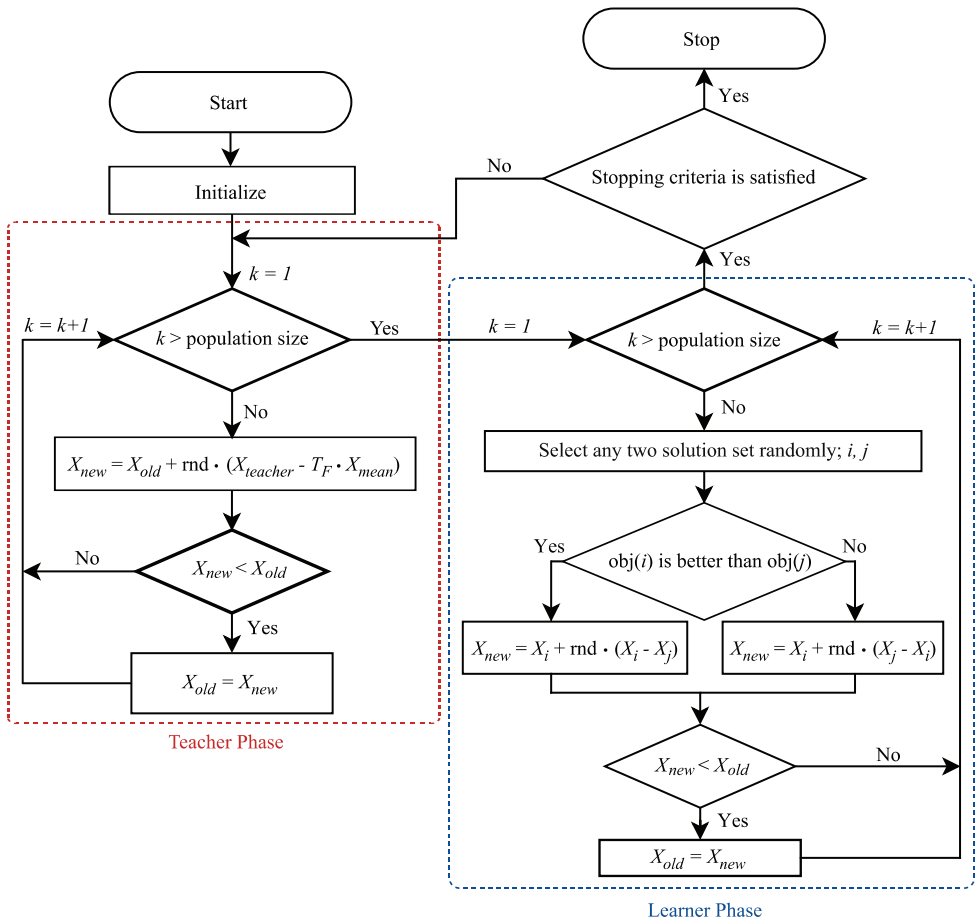 Start
Initialize
k = 1
k = k+1
k > population size
Yes
No
X_new = X_old + rnd · (X_teacher - T_F · X_mean)
No
X_new < X_old
Yes
X_old = X_new
Teacher Phase
Stop
Yes
No
Stopping criteria is satisfied
Yes
k = 1
k = k+1
k > population size
No
Select any two solution set randomly; i, j
Yes
No
obj(i) is better than obj(j)
X_new = X_i + rnd · (X_i - X_j)
X_new = X_i + rnd · (X_j - X_i)
X_new < X_old
No
Yes
X_old = X_new
Learner Phase